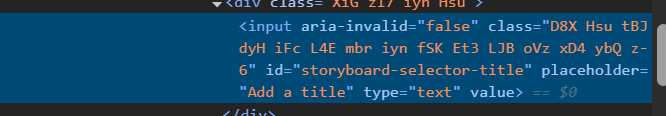 ▼<div class="XiG zI7 iyn Hsu">
<input aria-invalid="false" class="D8X Hsu tBJ
dyH iFc L4E mbr iyn fSK Et3 LJB oVz xD4 ybQ z-
6" id="storyboard-selector-title" placeholder=
"Add a title" type="text" value> == $0
</div>